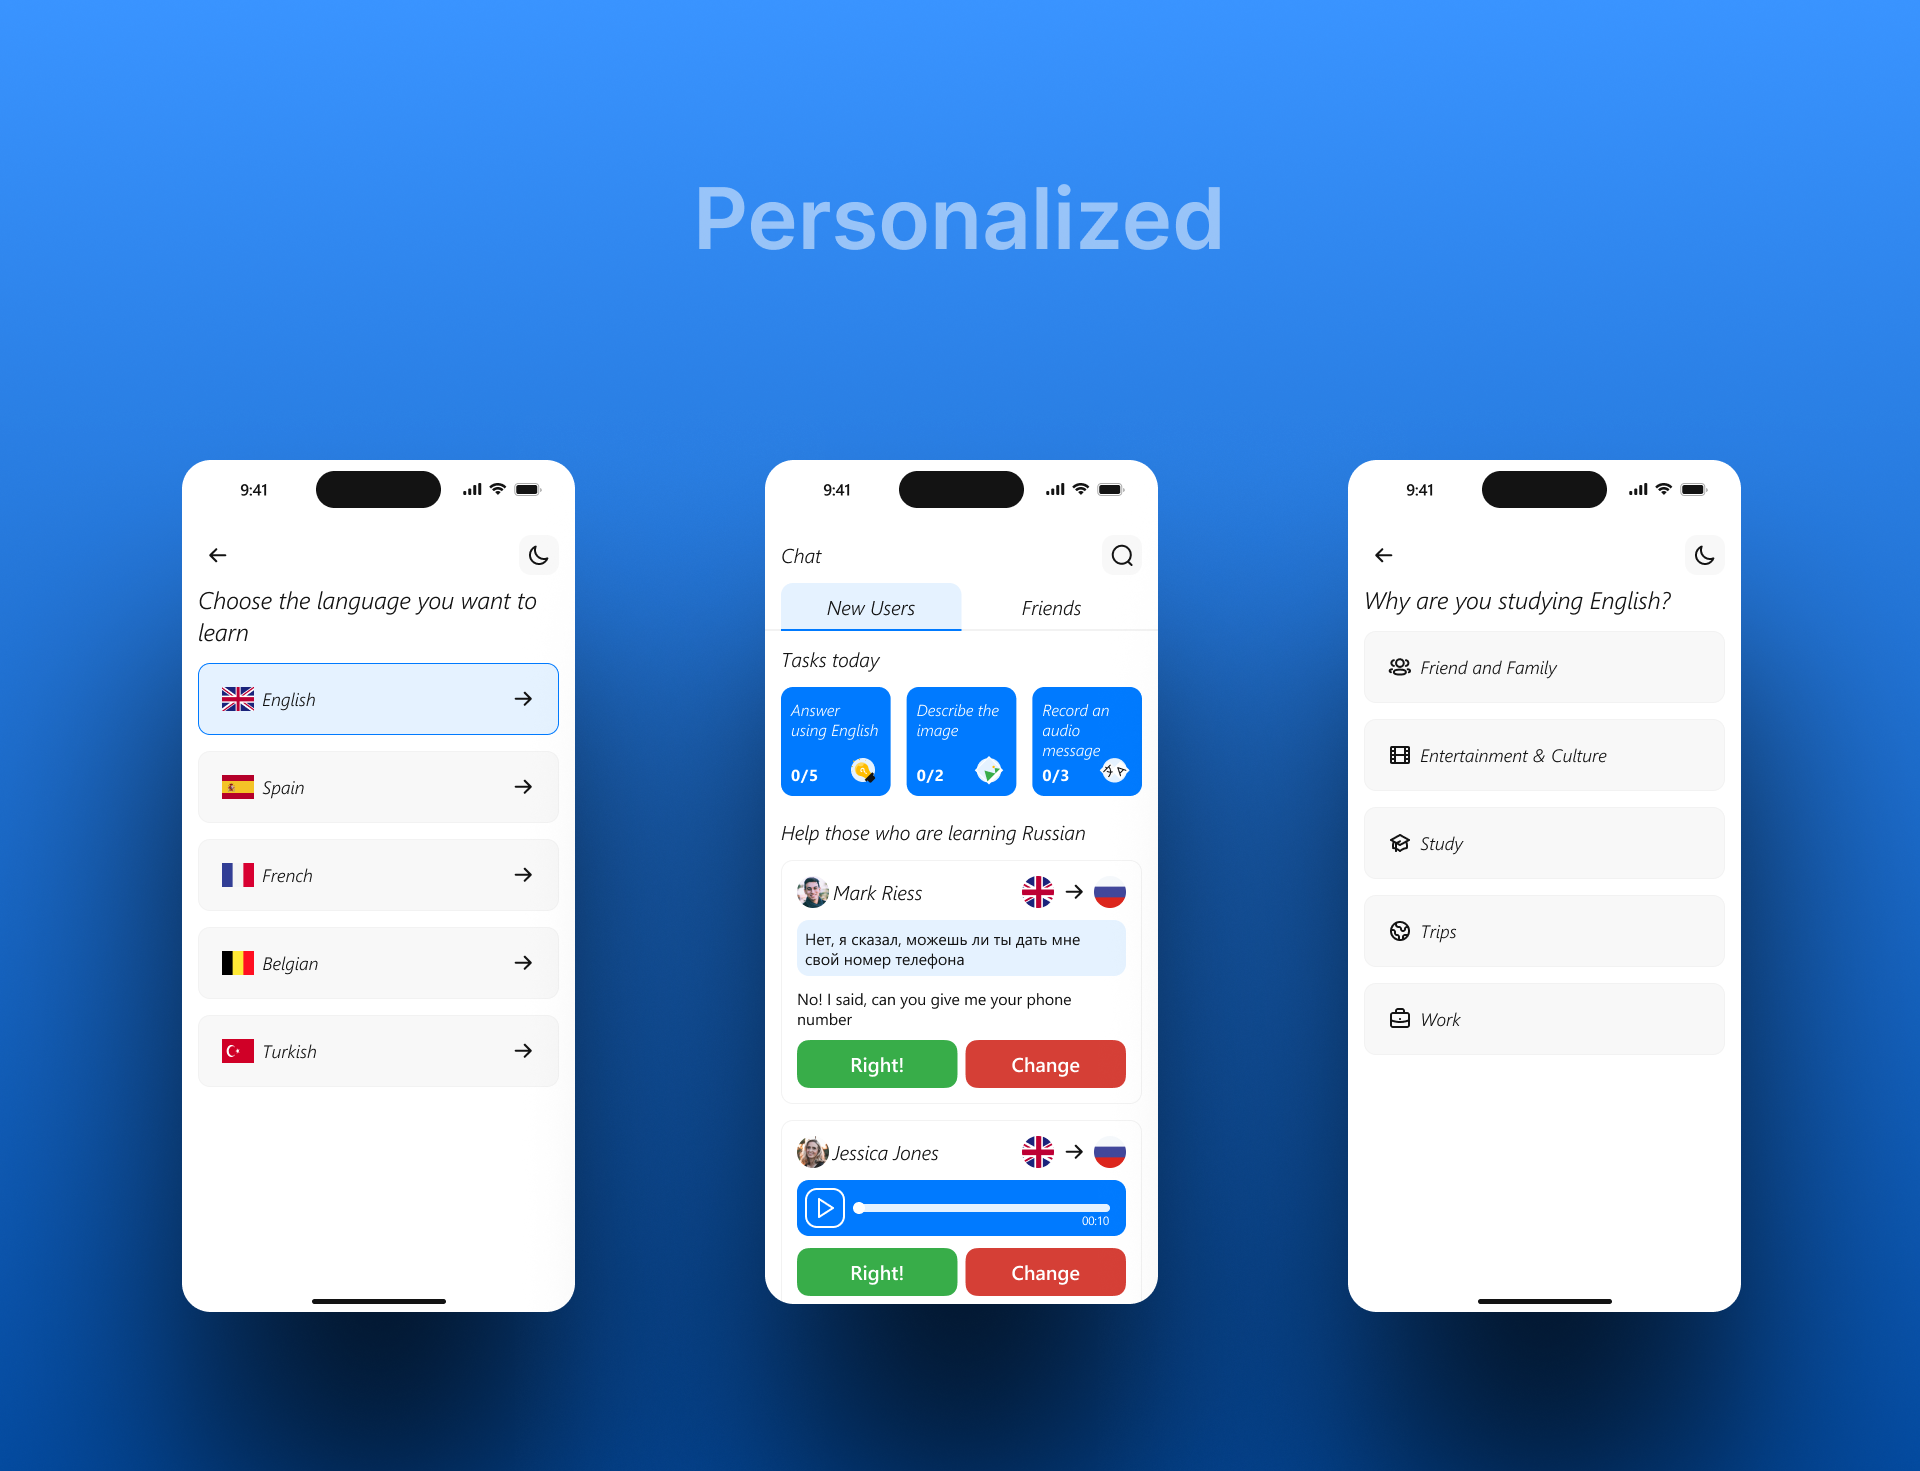 Personalized
9:41
Choose the language you want to
learn
English
Spain
French
Belgian
Turkish
9:41
Chat
New Users
Friends
Tasks today
Answer
using English
0/5
Describe the
image
0/2
Record an
audio
message
0/3
Help those who are learning Russian
Mark Riess
Нет, я сказал, можешь ли ты дать мне
свой номер телефона
No! I said, can you give me your phone
number
Right!
Change
Jessica Jones
00:10
Right!
Change
9:41
Why are you studying English?
Friend and Family
Entertainment & Culture
Study
Trips
Work